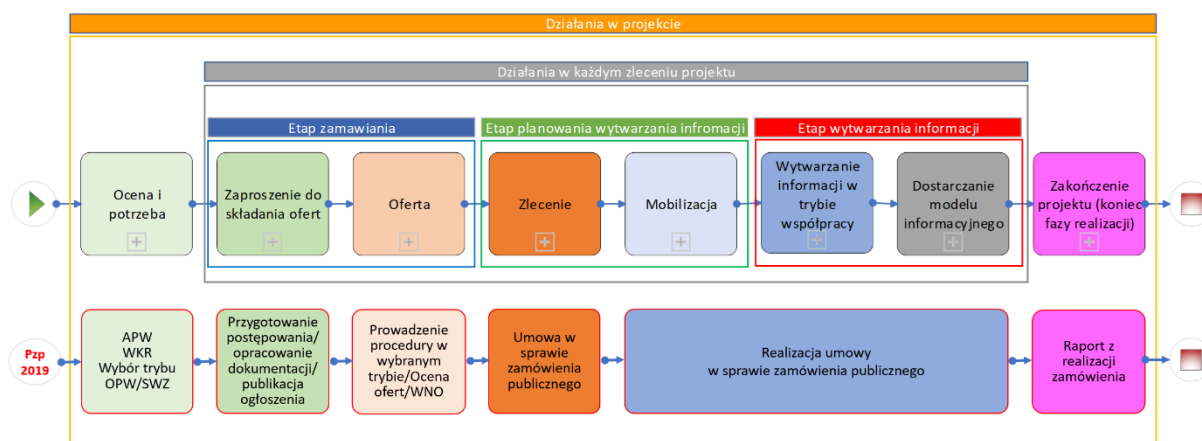 Działania w projekcie
Działania w każdym zleceniu projektu
Etap zamawiania
Etap planowania wytwarzania infromacji
Etap wytwarzania informacji
Ocena i
potrzeba
Zaproszenie do
składania ofert
Oferta
Zlecenie
Mobilizacja
Wytwarzanie
informacji w
trybie
współpracy
Dostarczanie
modelu
informacyjnego
Zakończenie
projektu (koniec
fazy realizacji)
Pzp
2019
APW
WKR
Wybór trybu
OPW/SWZ
Przygotowanie
postępowania/
opracowanie
dokumentacji/
publikacja
ogłoszenia
Prowadzenie
procedury w
wybranym
trybie/Ocena
ofert/WNO
Umowa w
sprawie
zamówienia
publicznego
Realizacja umowy
w sprawie zamówienia publicznego
Raport z
realizacji
zamówienia